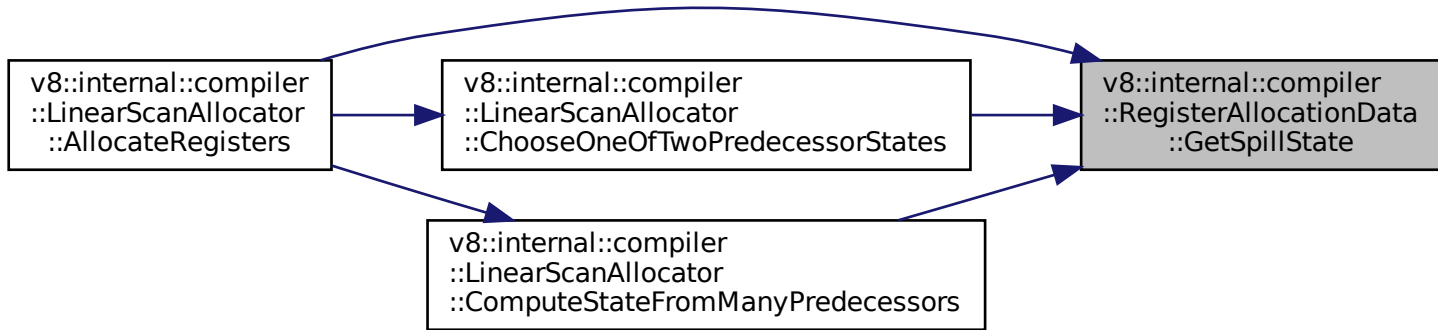 v8::internal::compiler
::LinearScanAllocator
::AllocateRegisters
v8::internal::compiler
::LinearScanAllocator
::ChooseOneOfTwoPredecessorStates
v8::internal::compiler
::LinearScanAllocator
::ComputeStateFromManyPredecessors
v8::internal::compiler
::RegisterAllocationData
::GetSpillState